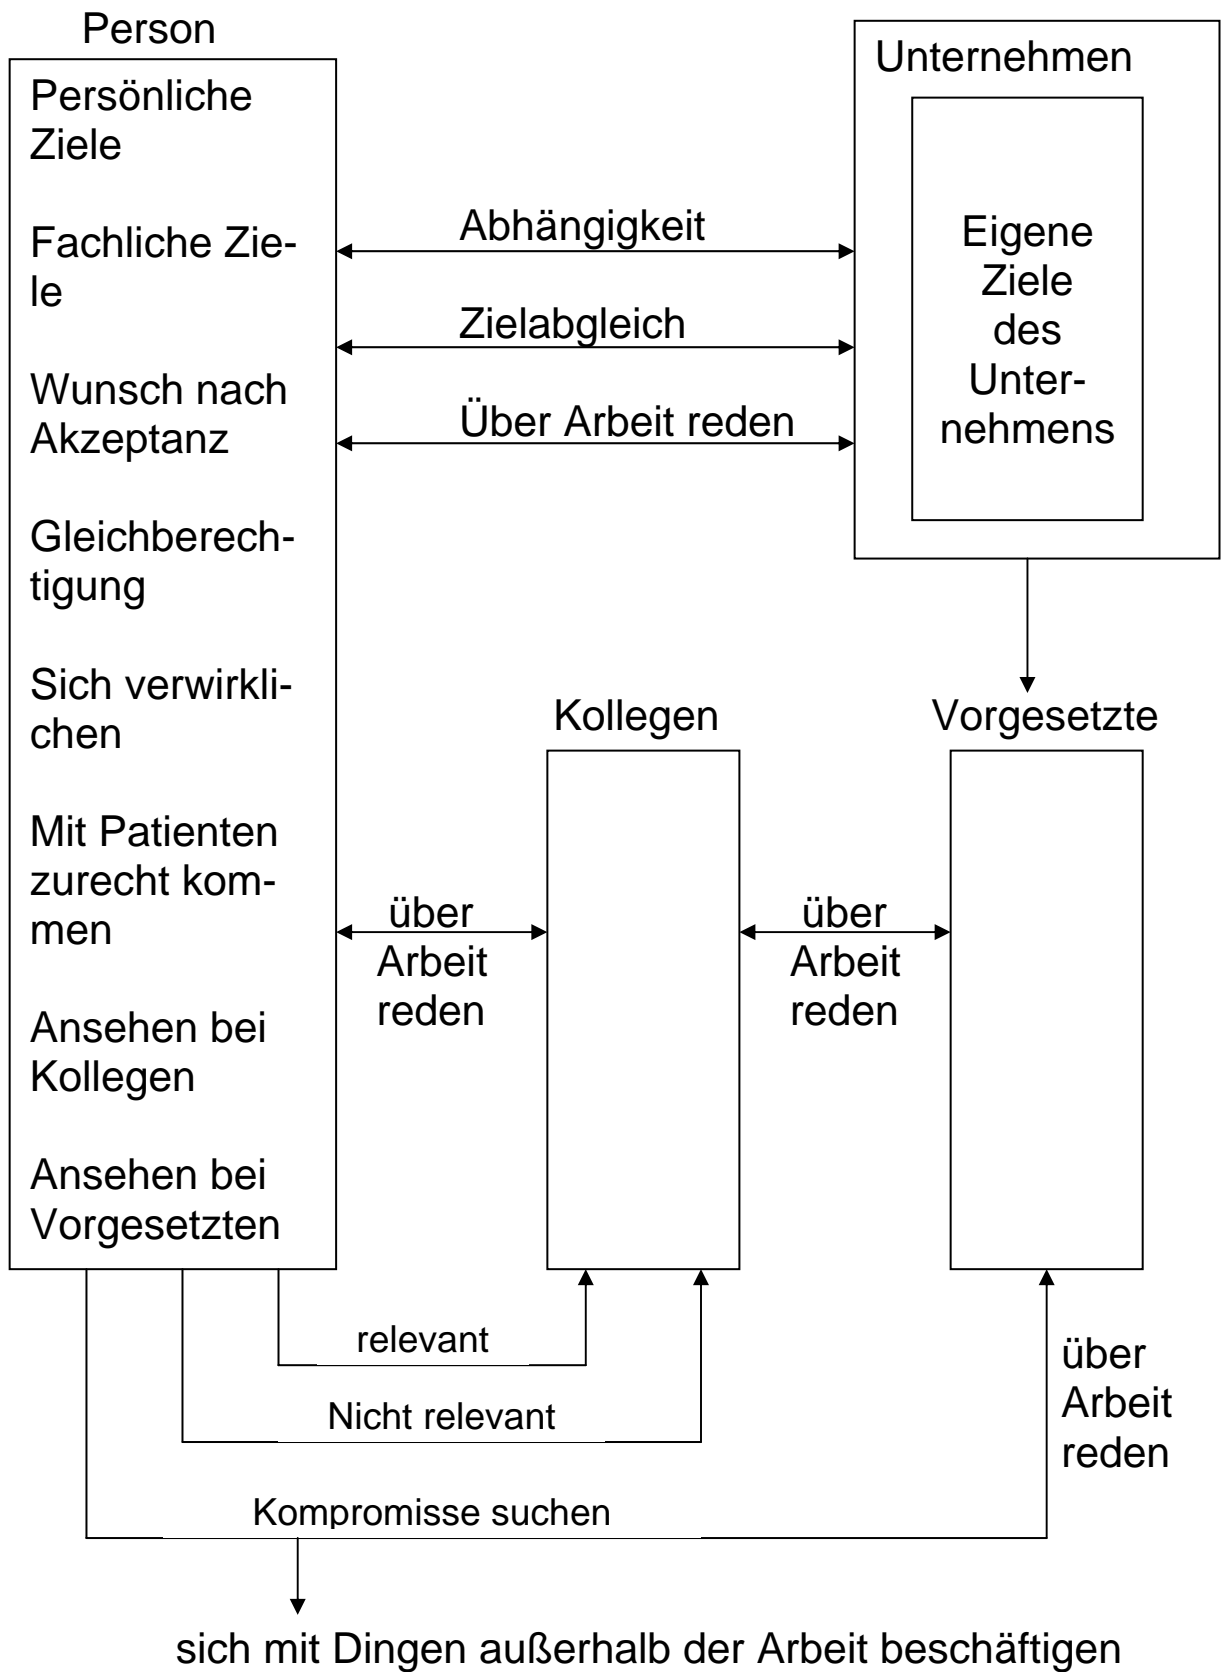 Person
Persönliche
Ziele
Fachliche Zie-
le
Wunsch nach
Akzeptanz
Gleichberech-
tigung
Sich verwirkli-
chen
Mit Patienten
zurecht kom-
men
Ansehen bei
Kollegen
Ansehen bei
Vorgesetzten
Abhängigkeit
Zielabgleich
Über Arbeit reden
Unternehmen
Eigene
Ziele
des
Unter-
nehmens
Kollegen
Vorgesetzte
über
Arbeit
reden
über
Arbeit
reden
relevant
Nicht relevant
Kompromisse suchen
über
Arbeit
reden
sich mit Dingen außerhalb der Arbeit beschäftigen